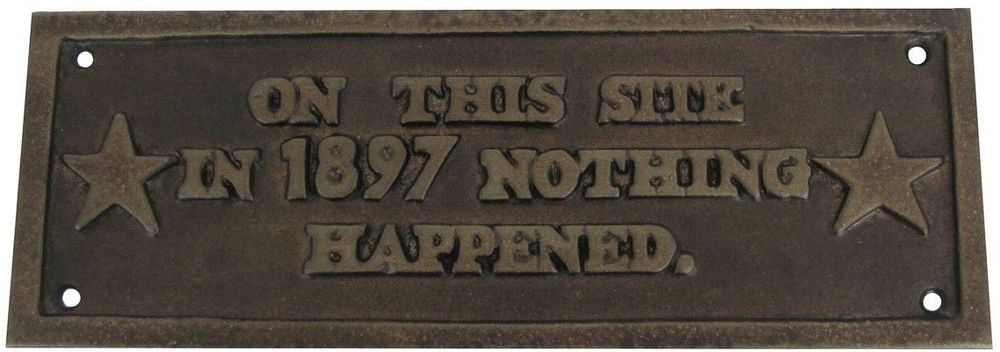 ON THIS SITE
IN 1897 NOTHING
HAPPENED.